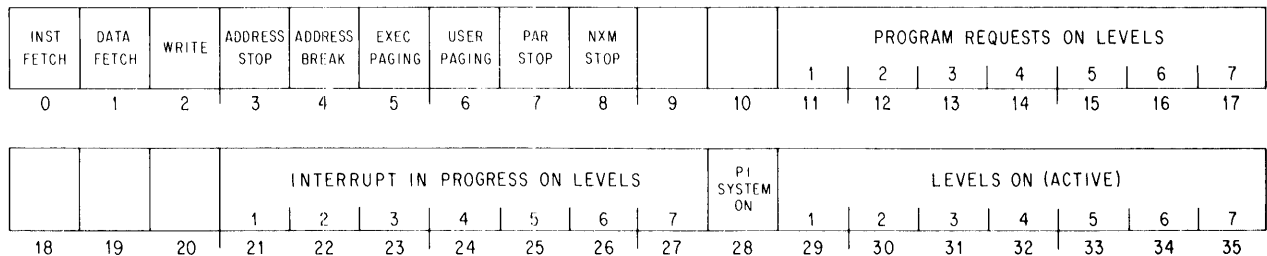 INST FETCH DATA FETCH WRITE ADDRESS STOP ADDRESS BREAK EXEC PAGING USER PAGING PAR STOP NXM STOP PROGRAM REQUESTS ON LEVELS
1 2 3 4 5 6 7
0 1 2 3 4 5 6 7 8 9 10 11 12 13 14 15 16 17
INTERRUPT IN PROGRESS ON LEVELS PI SYSTEM ON LEVELS ON (ACTIVE)
1 2 3 4 5 6 7 1 2 3 4 5 6 7
18 19 20 21 22 23 24 25 26 27 28 29 30 31 32 33 34 35